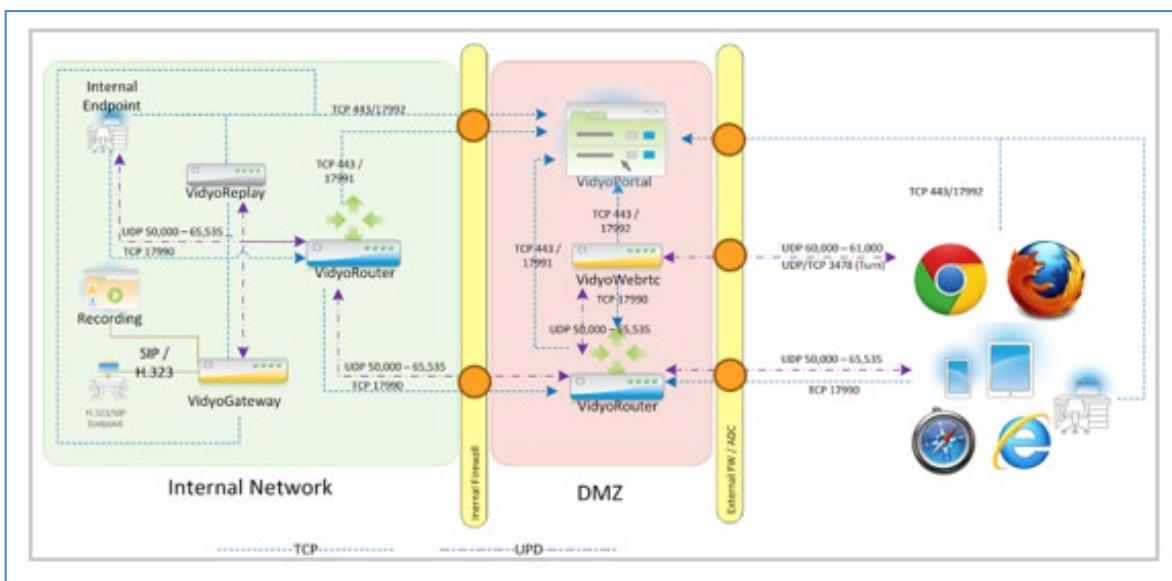 Internal
Endpoint
TCP 443/17992
TCP 443 /
17991
VidyoReplay
UDP 50,000 – 65,535
TCP 17990
VidyoRouter
Recording
SIP /
H.323
VidyoGateway
H.323/SIP
Endpoint
UDP 50,000 – 65,535
TCP 17990
Internal Network
Inernal Firewall
VidyoPortal
TCP 443 /
17992
TCP 443 /
17991
VidyoWebrtc
TCP 17990
UDP 50,000 – 65,535
VidyoRouter
DMZ
External FW / ADC
TCP 443/17992
UDP 60,000 – 61,000
UDP/TCP 3478 (Turn)
UDP 50,000 – 65,535
TCP 17990
TCP
UPD